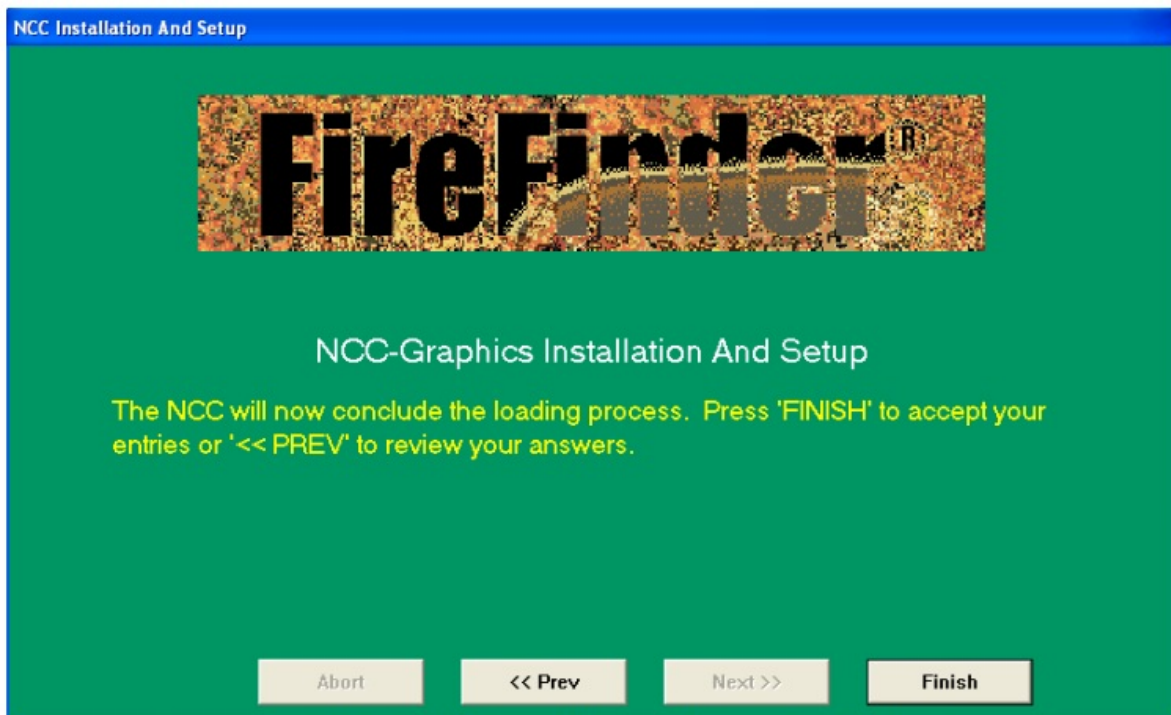 NCC Installation And Setup
FireFinder®
NCC-Graphics Installation And Setup
The NCC will now conclude the loading process.  Press 'FINISH' to accept your
entries or '<< PREV' to review your answers.
Abort
<< Prev
Next >>
Finish